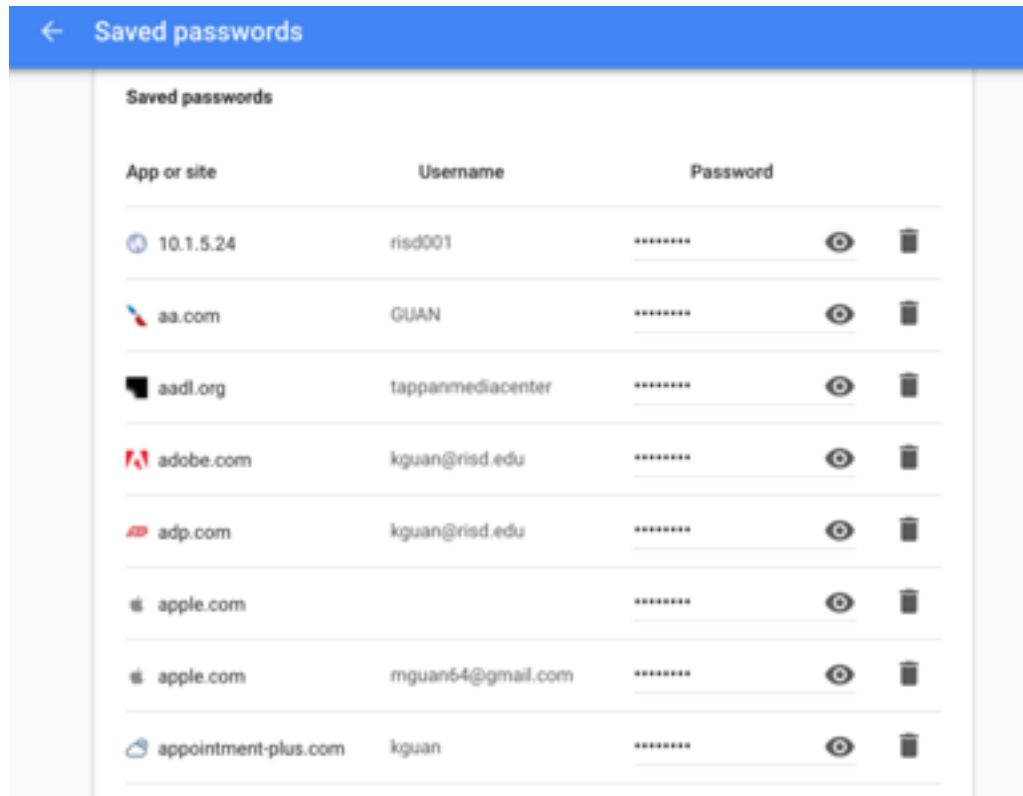 Saved passwords
Saved passwords
App or site Username Password
10.1.5.24 risd001 ••••••••
aa.com GUAN ••••••••
aadl.org tappanmediacenter ••••••••
adobe.com kguan@risd.edu ••••••••
adp.com kguan@risd.edu ••••••••
apple.com ••••••••
apple.com mguan64@gmail.com ••••••••
appointment-plus.com kguan ••••••••